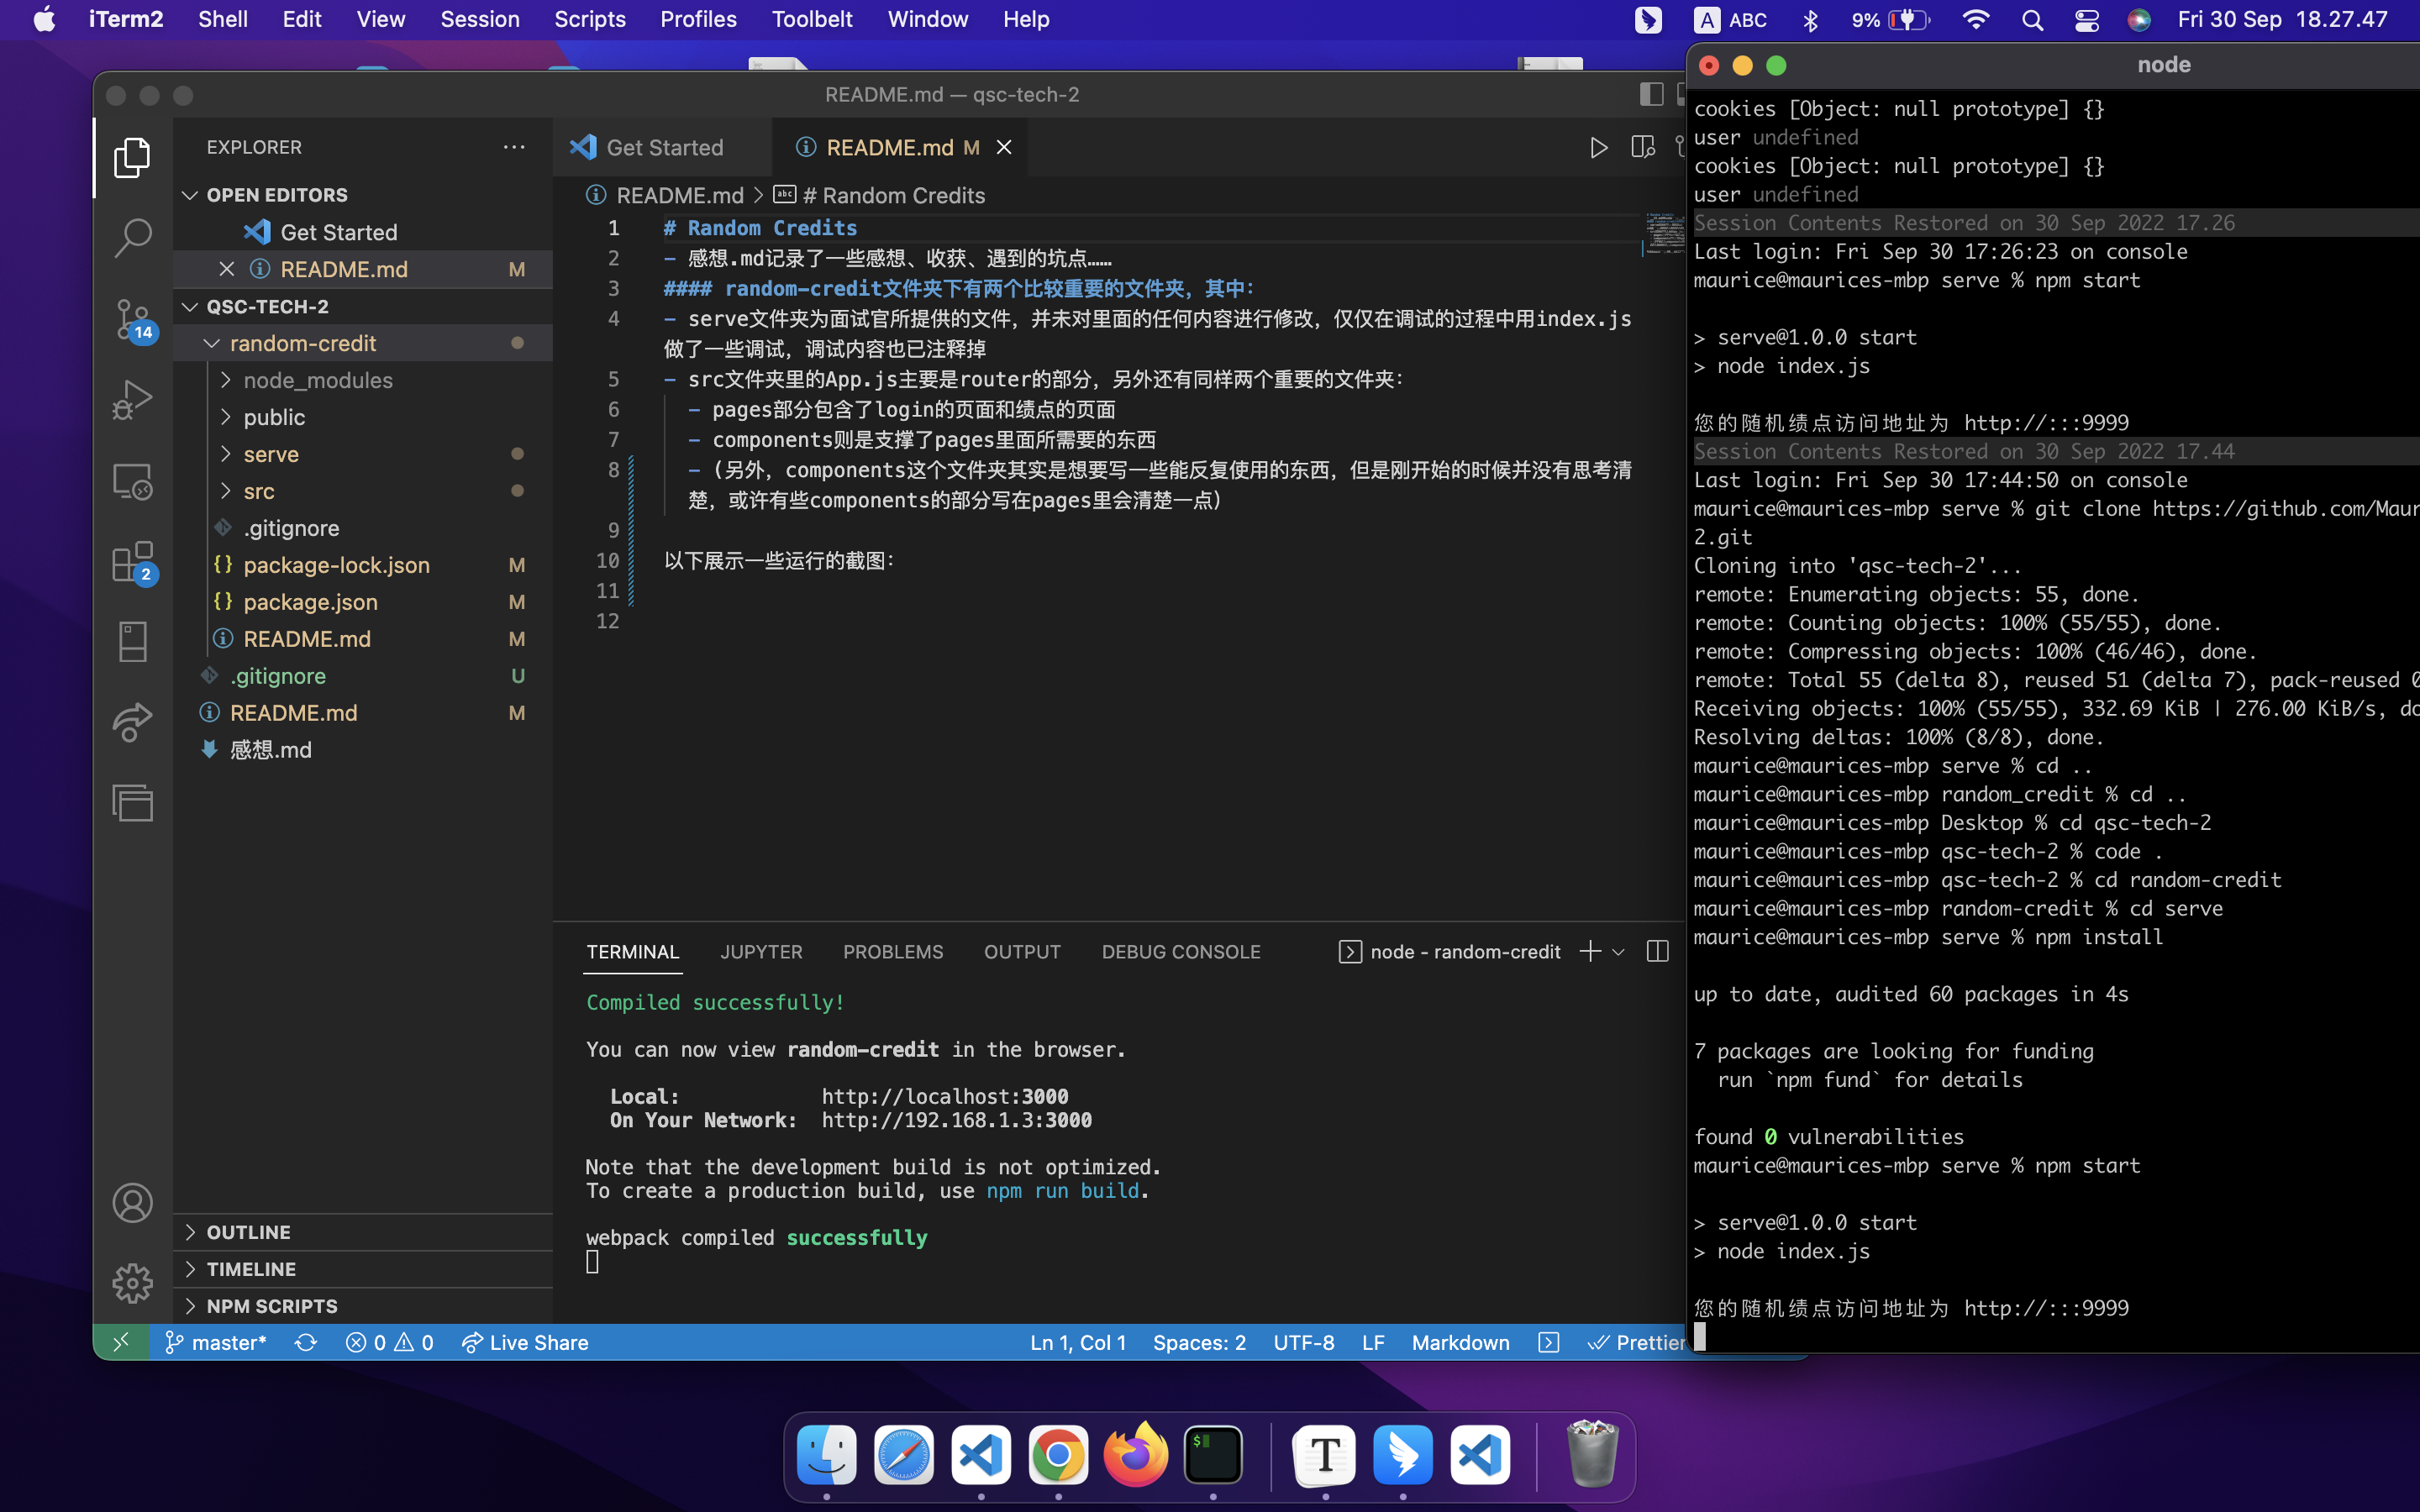 iTerm2 Shell Edit View Session Scripts Profiles Toolbelt Window Help
A ABC 9% Fri 30 Sep 18.27.47
README.md — qsc-tech-2
EXPLORER
OPEN EDITORS
Get Started
README.md M
QSC-TECH-2
random-credit
node_modules
public
serve
src
.gitignore
package-lock.json M
package.json M
README.md M
.gitignore U
README.md M
感想.md
OUTLINE
TIMELINE
NPM SCRIPTS
14
2
Get Started
README.md M
README.md > abc # Random Credits
1 # Random Credits
2 - 感想.md记录了一些感想、收获、遇到的坑点……
3 #### random-credit文件夹下有两个比较重要的文件夹，其中：
4 - serve文件夹为面试官所提供的文件，并未对里面的任何内容进行修改，仅仅在调试的过程中用index.js
做了一些调试，调试内容也已注释掉
5 - src文件夹里的App.js主要是router的部分，另外还有同样两个重要的文件夹：
6 - pages部分包含了login的页面和绩点的页面
7 - components则是支撑了pages里面所需要的东西
8 - （另外，components这个文件夹其实是想要写一些能反复使用的东西，但是刚开始的时候并没有思考清
楚，或许有些components的部分写在pages里会清楚一点）
9
10 以下展示一些运行的截图：
11
12
TERMINAL JUPYTER PROBLEMS OUTPUT DEBUG CONSOLE node - random-credit
Compiled successfully!
You can now view random-credit in the browser.
Local: http://localhost:3000
On Your Network: http://192.168.1.3:3000
Note that the development build is not optimized.
To create a production build, use npm run build.
webpack compiled successfully
master* 0 0 Live Share Ln 1, Col 1 Spaces: 2 UTF-8 LF Markdown Prettier
node
cookies [Object: null prototype] {}
user undefined
cookies [Object: null prototype] {}
user undefined
Session Contents Restored on 30 Sep 2022 17.26
Last login: Fri Sep 30 17:26:23 on console
maurice@maurices-mbp serve % npm start
> serve@1.0.0 start
> node index.js
您的随机绩点访问地址为 http://:::9999
Session Contents Restored on 30 Sep 2022 17.44
Last login: Fri Sep 30 17:44:50 on console
maurice@maurices-mbp serve % git clone https://github.com/Maur
2.git
Cloning into 'qsc-tech-2'...
remote: Enumerating objects: 55, done.
remote: Counting objects: 100% (55/55), done.
remote: Compressing objects: 100% (46/46), done.
remote: Total 55 (delta 8), reused 51 (delta 7), pack-reused 0
Receiving objects: 100% (55/55), 332.69 KiB | 276.00 KiB/s, do
Resolving deltas: 100% (8/8), done.
maurice@maurices-mbp serve % cd ..
maurice@maurices-mbp random_credit % cd ..
maurice@maurices-mbp Desktop % cd qsc-tech-2
maurice@maurices-mbp qsc-tech-2 % code .
maurice@maurices-mbp qsc-tech-2 % cd random-credit
maurice@maurices-mbp random-credit % cd serve
maurice@maurices-mbp serve % npm install
up to date, audited 60 packages in 4s
7 packages are looking for funding
run `npm fund` for details
found 0 vulnerabilities
maurice@maurices-mbp serve % npm start
> serve@1.0.0 start
> node index.js
您的随机绩点访问地址为 http://:::9999